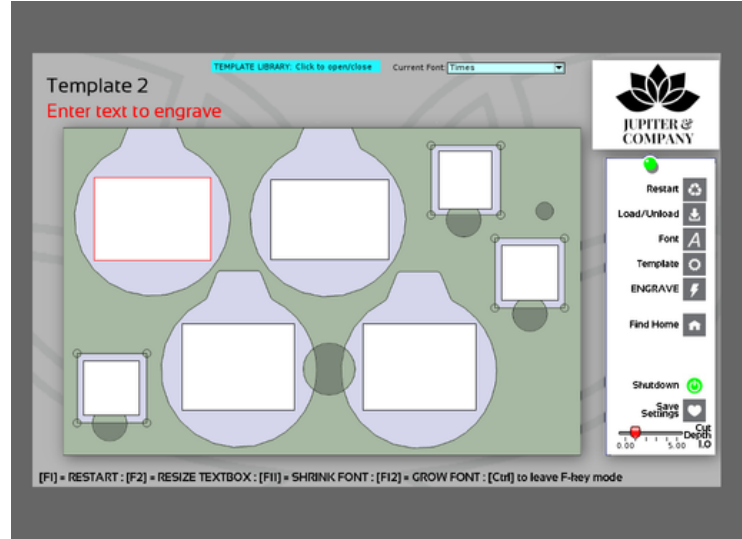 TEMPLATE LIBRARY: Click to open/close
Current Font: Times
Template 2
Enter text to engrave
JUPITER &
COMPANY
Restart
Load/Unload
Font
Template
ENGRAVE
Find Home
Shutdown
Save
Settings
Cut
Depth
0.00 5.00 1.0
[F1] = RESTART : [F2] = RESIZE TEXTBOX : [F11] = SHRINK FONT : [F12] = GROW FONT : [Ctrl] to leave F-key mode